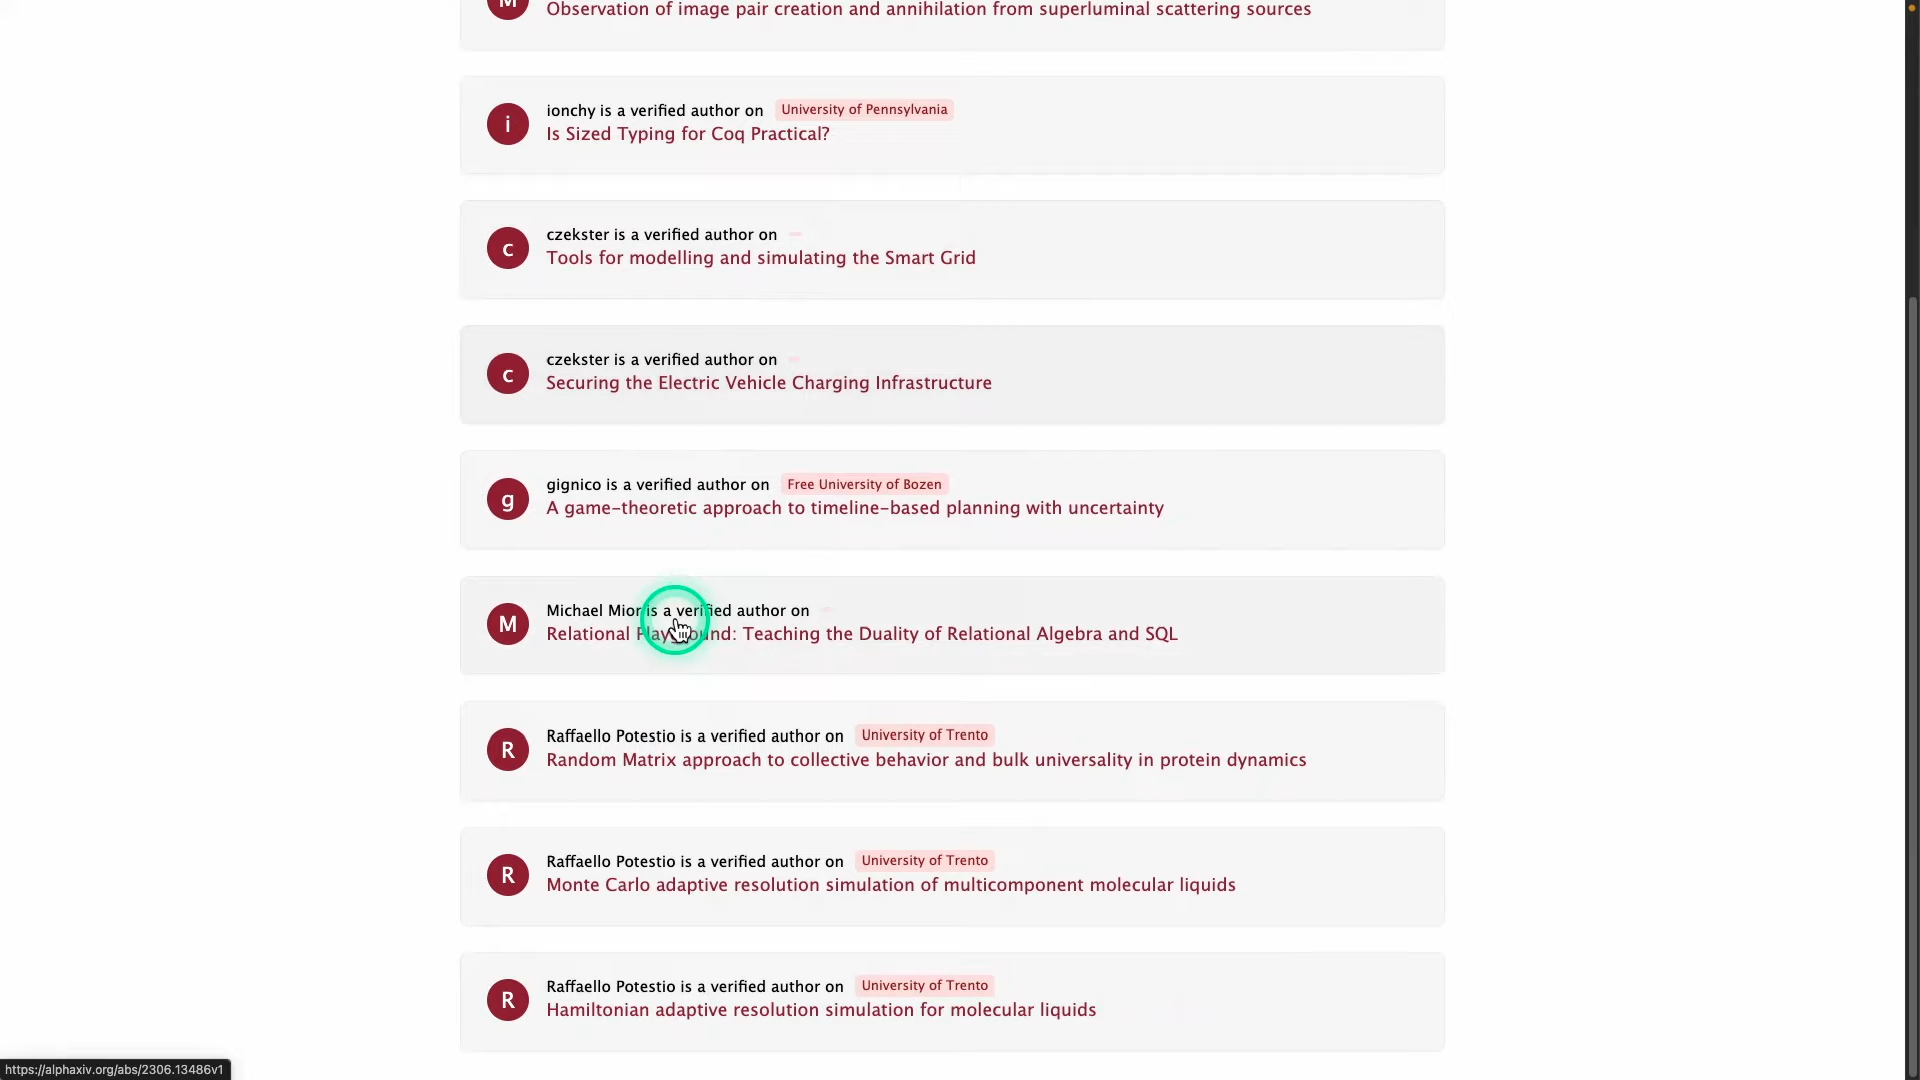 M
Observation of image pair creation and annihilation from superluminal scattering sources
i
ionchy is a verified author on University of Pennsylvania
Is Sized Typing for Coq Practical?
c
czekster is a verified author on
Tools for modelling and simulating the Smart Grid
c
czekster is a verified author on
Securing the Electric Vehicle Charging Infrastructure
g
gignico is a verified author on Free University of Bozen
A game-theoretic approach to timeline-based planning with uncertainty
M
Michael Mior is a verified author on
Relational Playground: Teaching the Duality of Relational Algebra and SQL
R
Raffaello Potestio is a verified author on University of Trento
Random Matrix approach to collective behavior and bulk universality in protein dynamics
R
Raffaello Potestio is a verified author on University of Trento
Monte Carlo adaptive resolution simulation of multicomponent molecular liquids
R
Raffaello Potestio is a verified author on University of Trento
Hamiltonian adaptive resolution simulation for molecular liquids
https://alphaxiv.org/abs/2306.13486v1